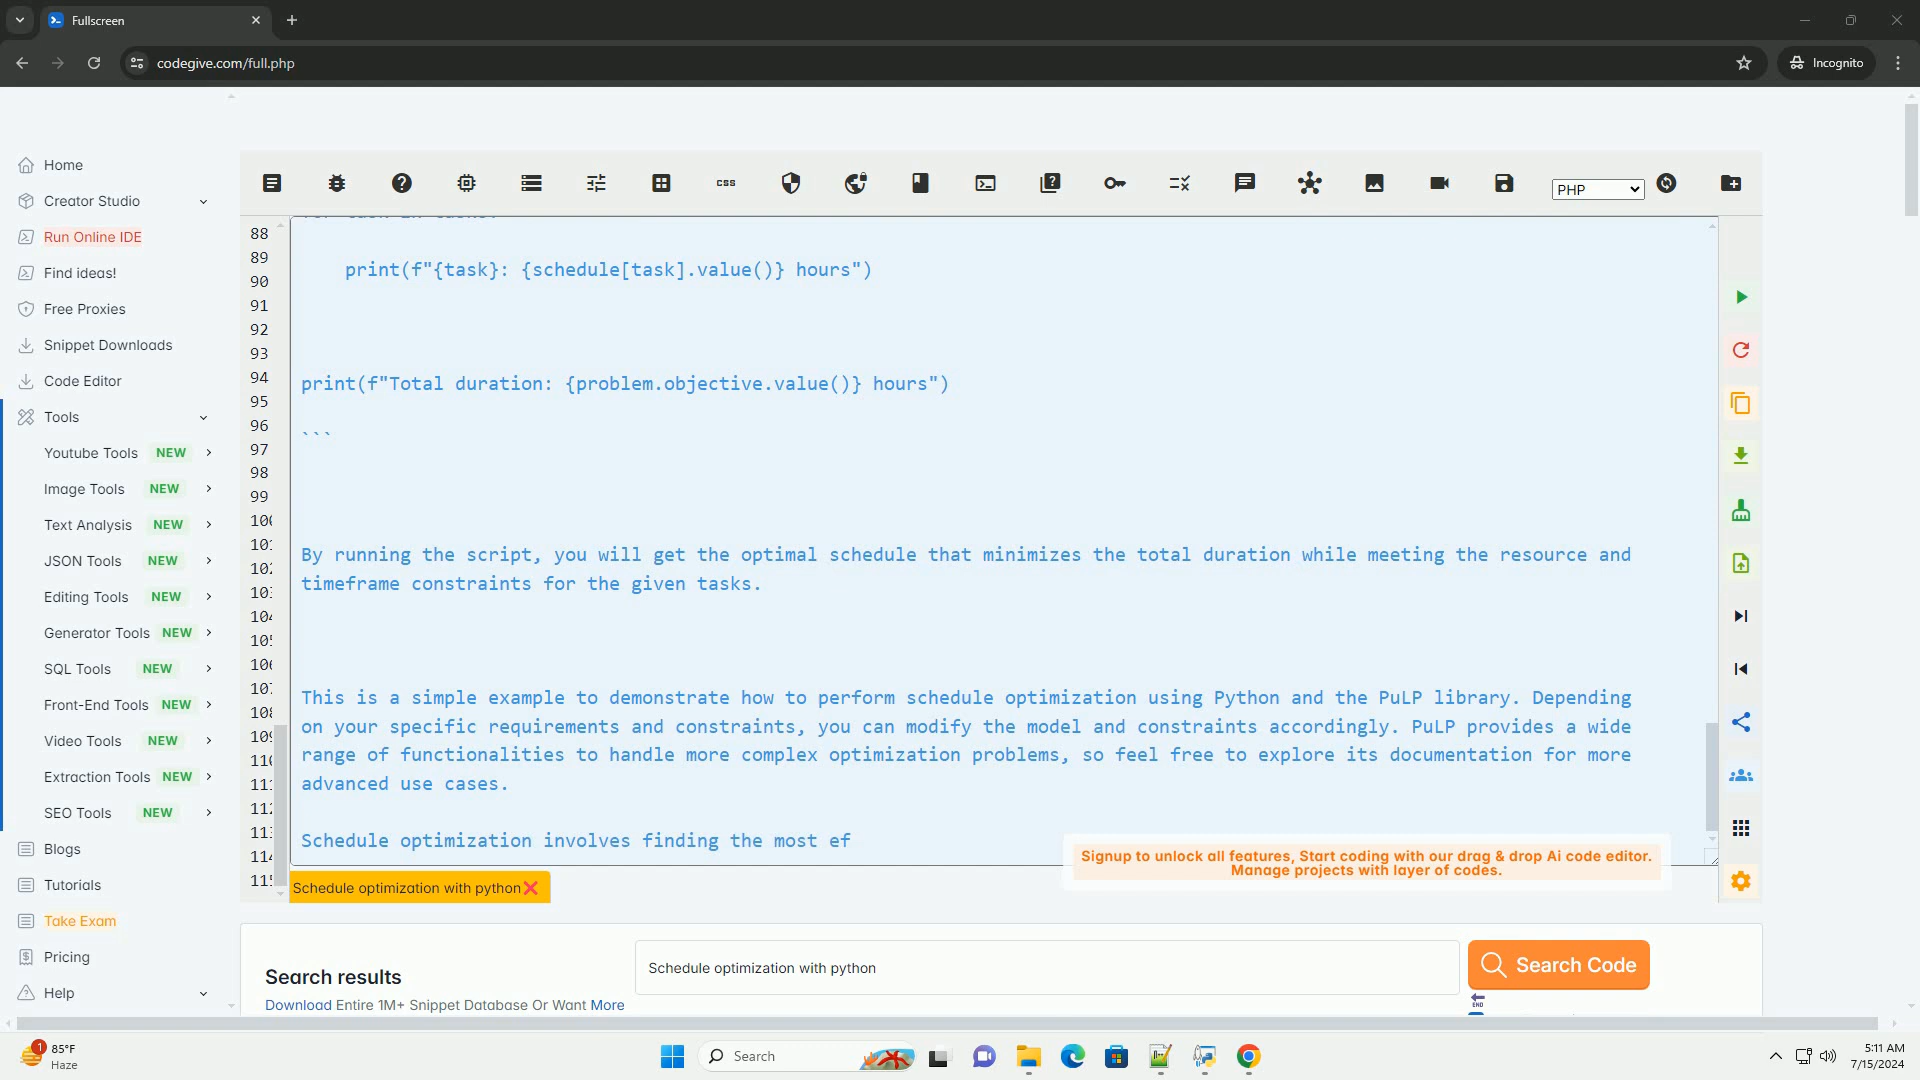 Fullscreen
codegive.com/full.php
Incognito
Home
Creator Studio
Run Online IDE
Find ideas!
Free Proxies
Snippet Downloads
Code Editor
Tools
Youtube Tools NEW
Image Tools NEW
Text Analysis NEW
JSON Tools NEW
Editing Tools NEW
Generator Tools NEW
SQL Tools NEW
Front-End Tools NEW
Video Tools NEW
Extraction Tools NEW
SEO Tools NEW
Blogs
Tutorials
Take Exam
Pricing
Help
css
PHP
88
89
90
91
92
93
94
95
96
97
98
99
print(f"{task}: {schedule[task].value()} hours")
print(f"Total duration: {problem.objective.value()} hours")
```
By running the script, you will get the optimal schedule that minimizes the total duration while meeting the resource and
timeframe constraints for the given tasks.
This is a simple example to demonstrate how to perform schedule optimization using Python and the PuLP library. Depending
on your specific requirements and constraints, you can modify the model and constraints accordingly. PuLP provides a wide
range of functionalities to handle more complex optimization problems, so feel free to explore its documentation for more
advanced use cases.
Schedule optimization involves finding the most ef
Signup to unlock all features, Start coding with our drag & drop Ai code editor.
Manage projects with layer of codes.
Schedule optimization with python
Search results
Download Entire 1M+ Snippet Database Or Want More
Schedule optimization with python
Search Code
END
1
85°F
Haze
Search
5:11 AM
7/15/2024